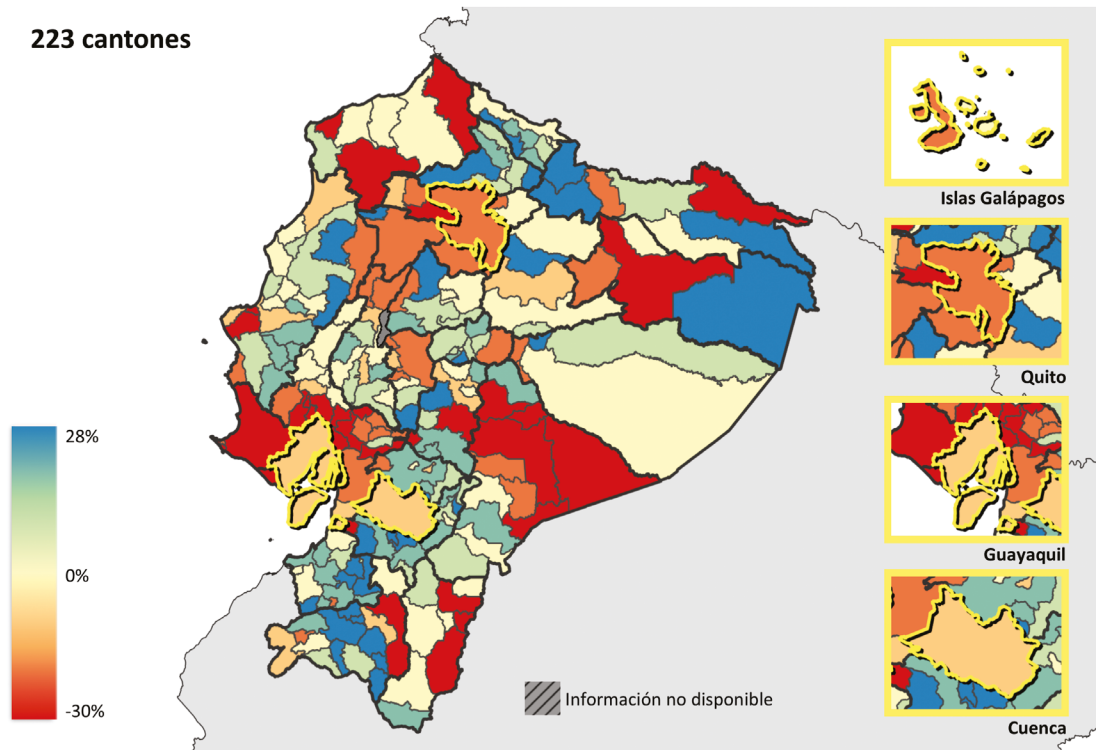 223 cantones
Islas Galápagos
Quito
Guayaquil
Cuenca
28%
0%
-30%
Información no disponible